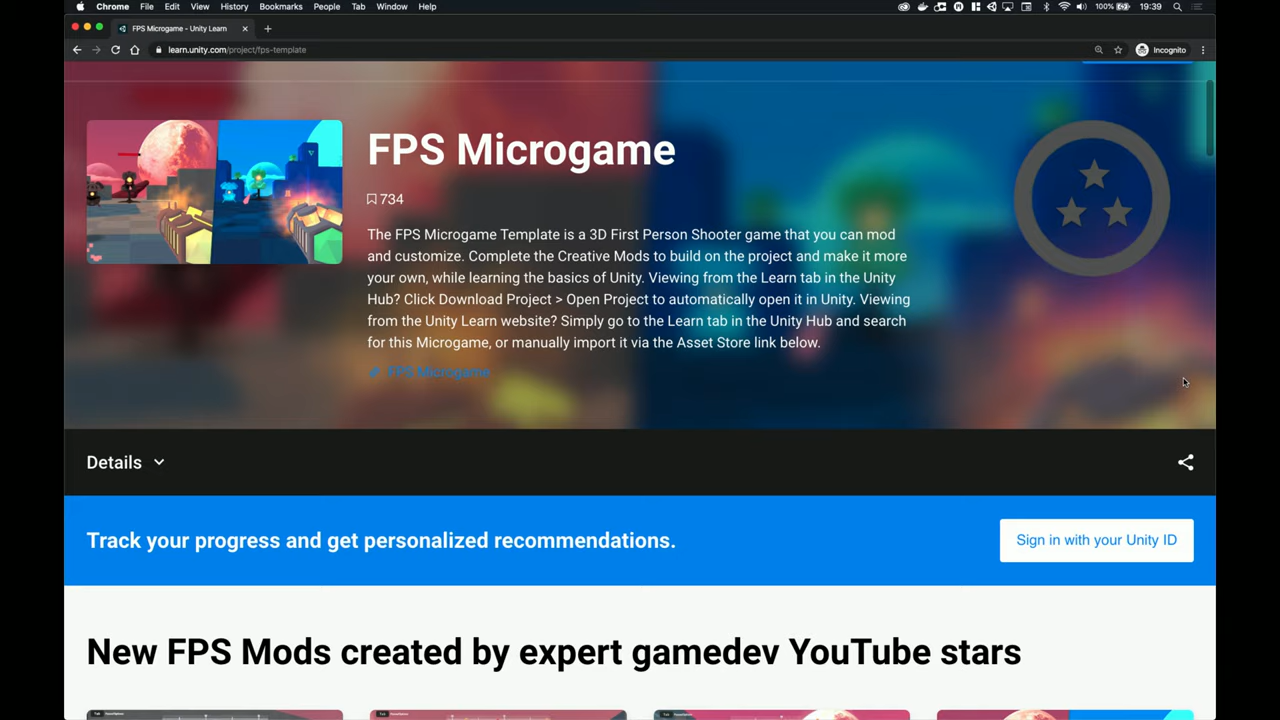 Chrome File Edit View History Bookmarks People Tab Window Help 100% 19:39
FPS Microgame - Unity Learn
learn.unity.com/project/fps-template
Incognito
FPS Microgame
734
The FPS Microgame Template is a 3D First Person Shooter game that you can mod
and customize. Complete the Creative Mods to build on the project and make it more
your own, while learning the basics of Unity. Viewing from the Learn tab in the Unity
Hub? Click Download Project > Open Project to automatically open it in Unity. Viewing
from the Unity Learn website? Simply go to the Learn tab in the Unity Hub and search
for this Microgame, or manually import it via the Asset Store link below.
FPS Microgame
Details
Track your progress and get personalized recommendations.
Sign in with your Unity ID
New FPS Mods created by expert gamedev YouTube stars